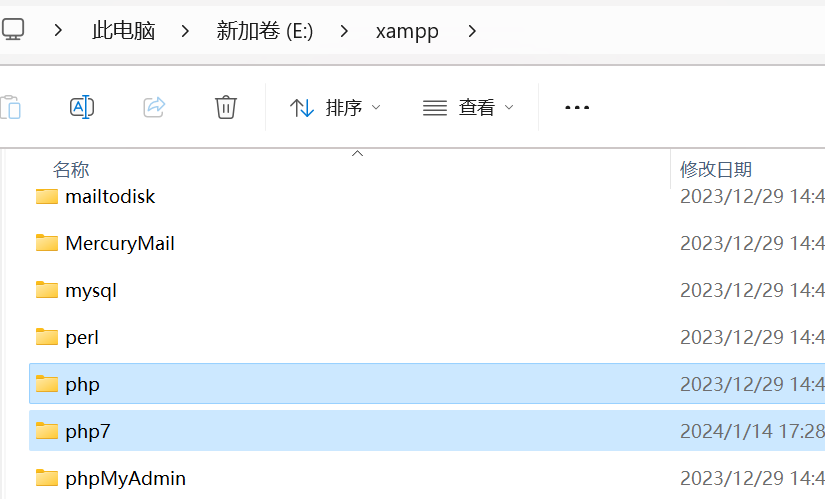 此电脑 新加卷 (E:) xampp
排序 查看
名称 修改日期
mailtodisk 2023/12/29 14:4
MercuryMail 2023/12/29 14:4
mysql 2023/12/29 14:4
perl 2023/12/29 14:4
php 2023/12/29 14:4
php7 2024/1/14 17:28
phpMyAdmin 2023/12/29 14:4